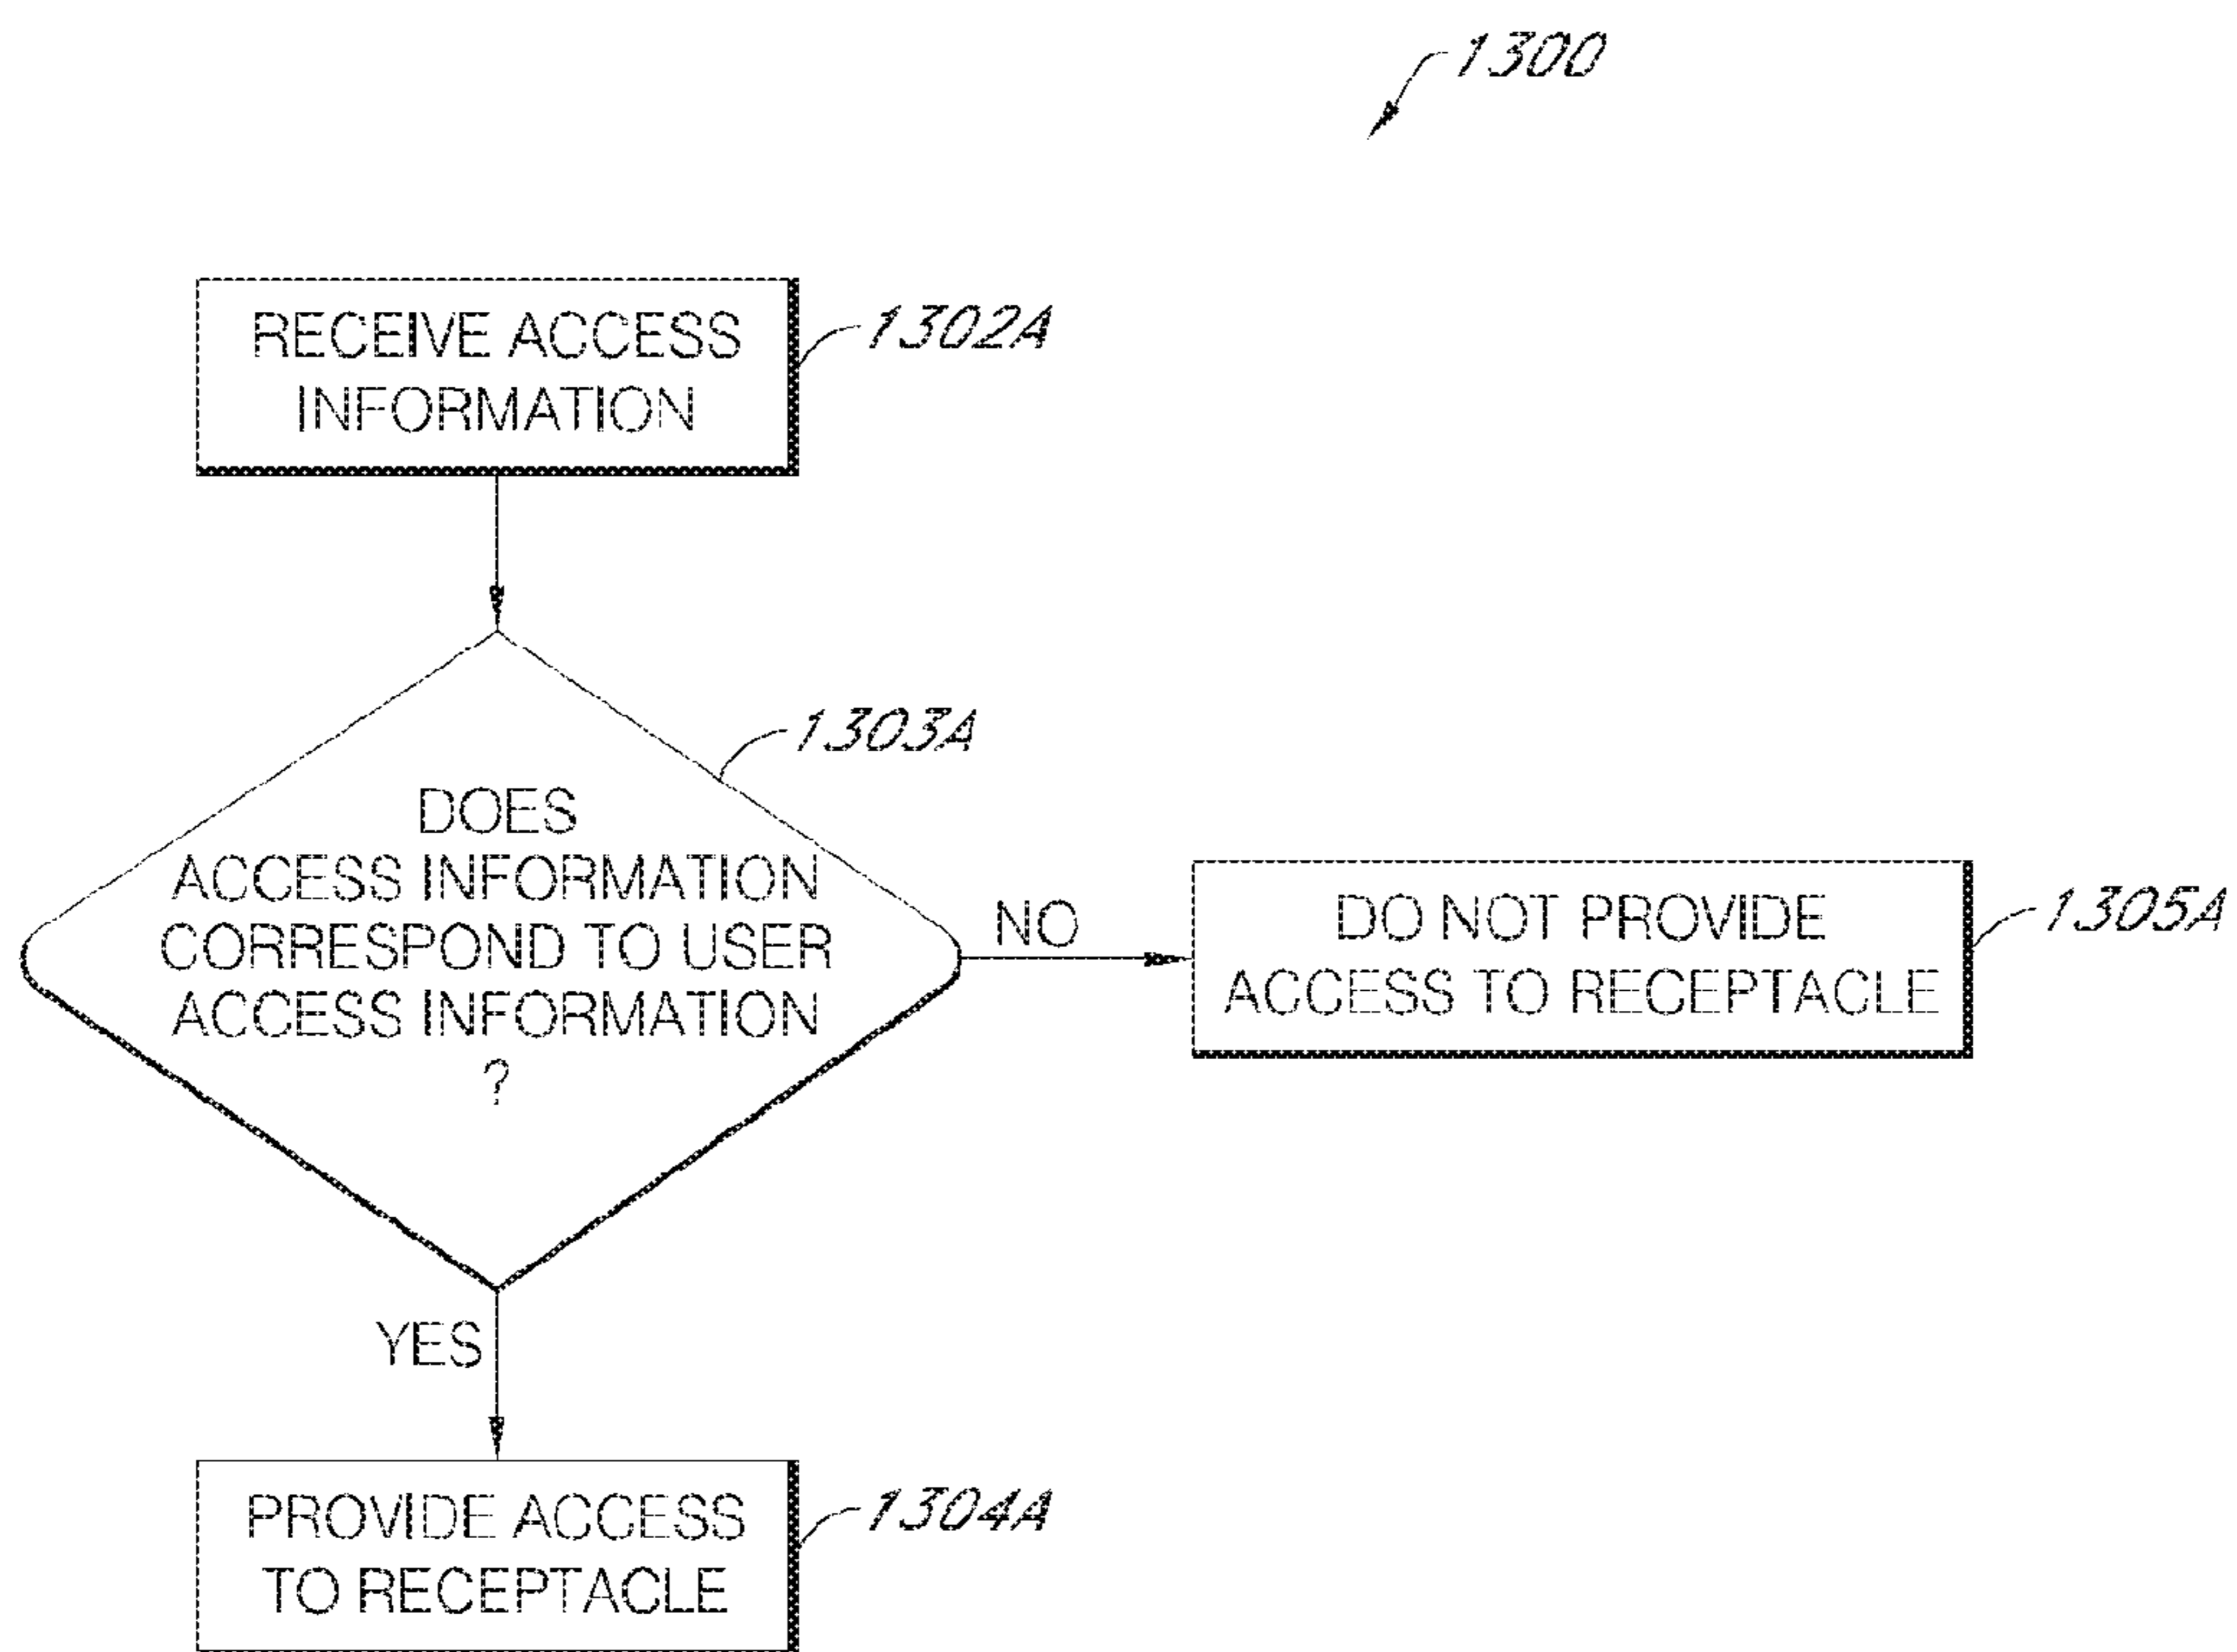 1300
RECEIVE ACCESS
INFORMATION
1302A
1303A
DOES
ACCESS INFORMATION
CORRESPOND TO USER
ACCESS INFORMATION
?
NO
DO NOT PROVIDE
ACCESS TO RECEPTACLE
1305A
YES
PROVIDE ACCESS
TO RECEPTACLE
1304A